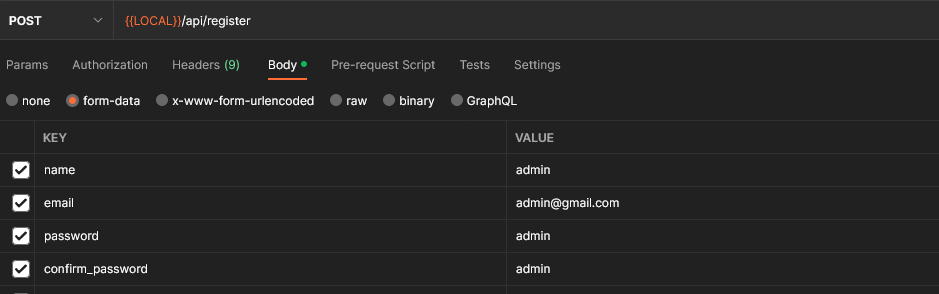 POST {{LOCAL}}/api/register
Params Authorization Headers (9) Body Pre-request Script Tests Settings
none form-data x-www-form-urlencoded raw binary GraphQL
KEY VALUE
name admin
email admin@gmail.com
password admin
confirm_password admin